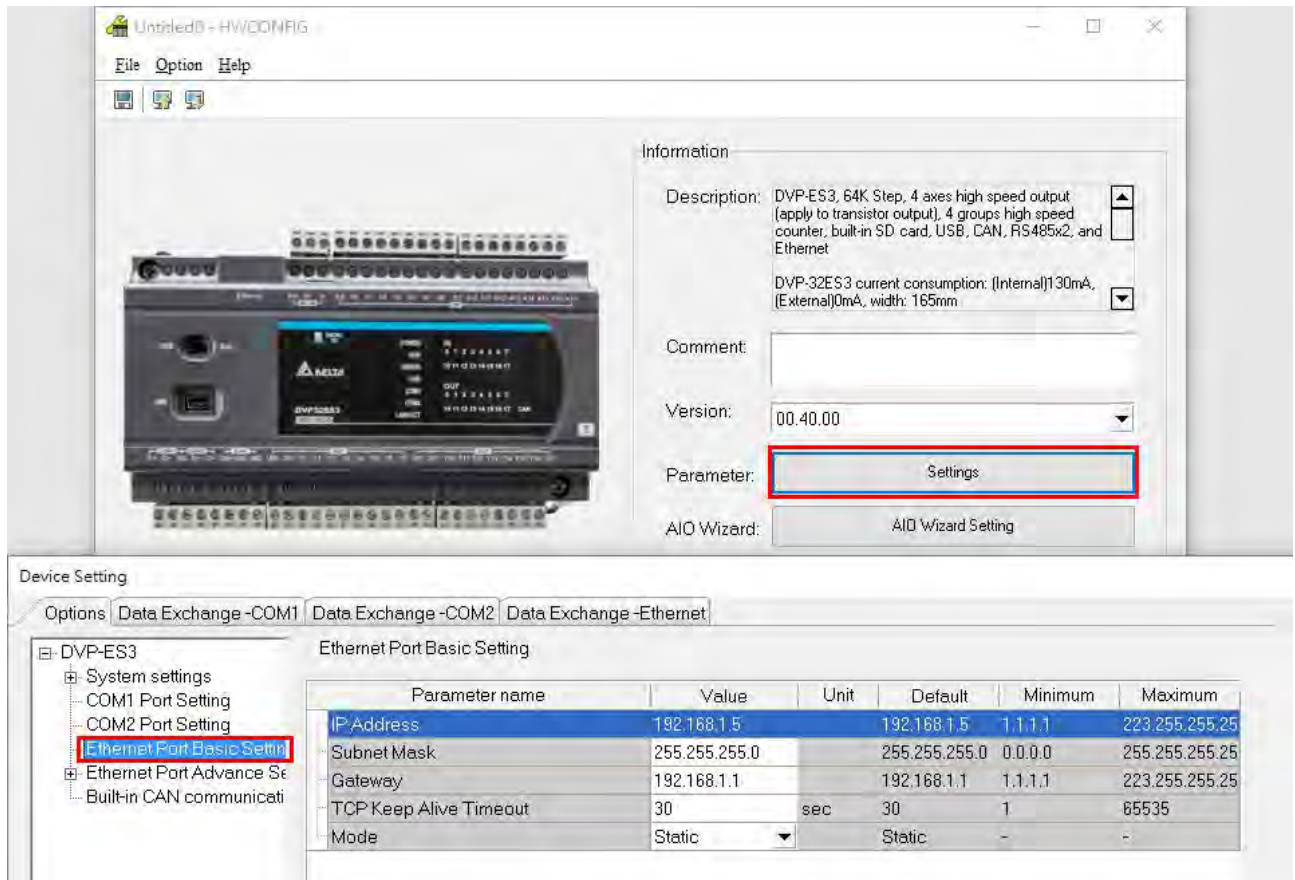 Untitled0 - HWCONFIG
File Option Help
Information
Description: DVP-ES3, 64K Step, 4 axes high speed output
(apply to transistor output), 4 groups high speed
counter, built-in SD card, USB, CAN, RS485x2, and
Ethernet
DVP-32ES3 current consumption: (Internal)130mA,
(External)0mA, width: 165mm
Comment:
Version: 00.40.00
Parameter: Settings
AIO Wizard: AIO Wizard Setting
DELTA
IN
OUT
CAN
Device Setting
Options Data Exchange -COM1 Data Exchange -COM2 Data Exchange -Ethernet
DVP-ES3
System settings
COM1 Port Setting
COM2 Port Setting
Ethernet Port Basic Settin
Ethernet Port Advance Se
Built-in CAN communicati
Ethernet Port Basic Setting
Parameter name Value Unit Default Minimum Maximum
IP Address 192.168.1.5 192.168.1.5 1.1.1.1 223.255.255.25
Subnet Mask 255.255.255.0 255.255.255.0 0.0.0.0 255.255.255.25
Gateway 192.168.1.1 192.168.1.1 1.1.1.1 223.255.255.25
TCP Keep Alive Timeout 30 sec 30 1 65535
Mode Static Static - -